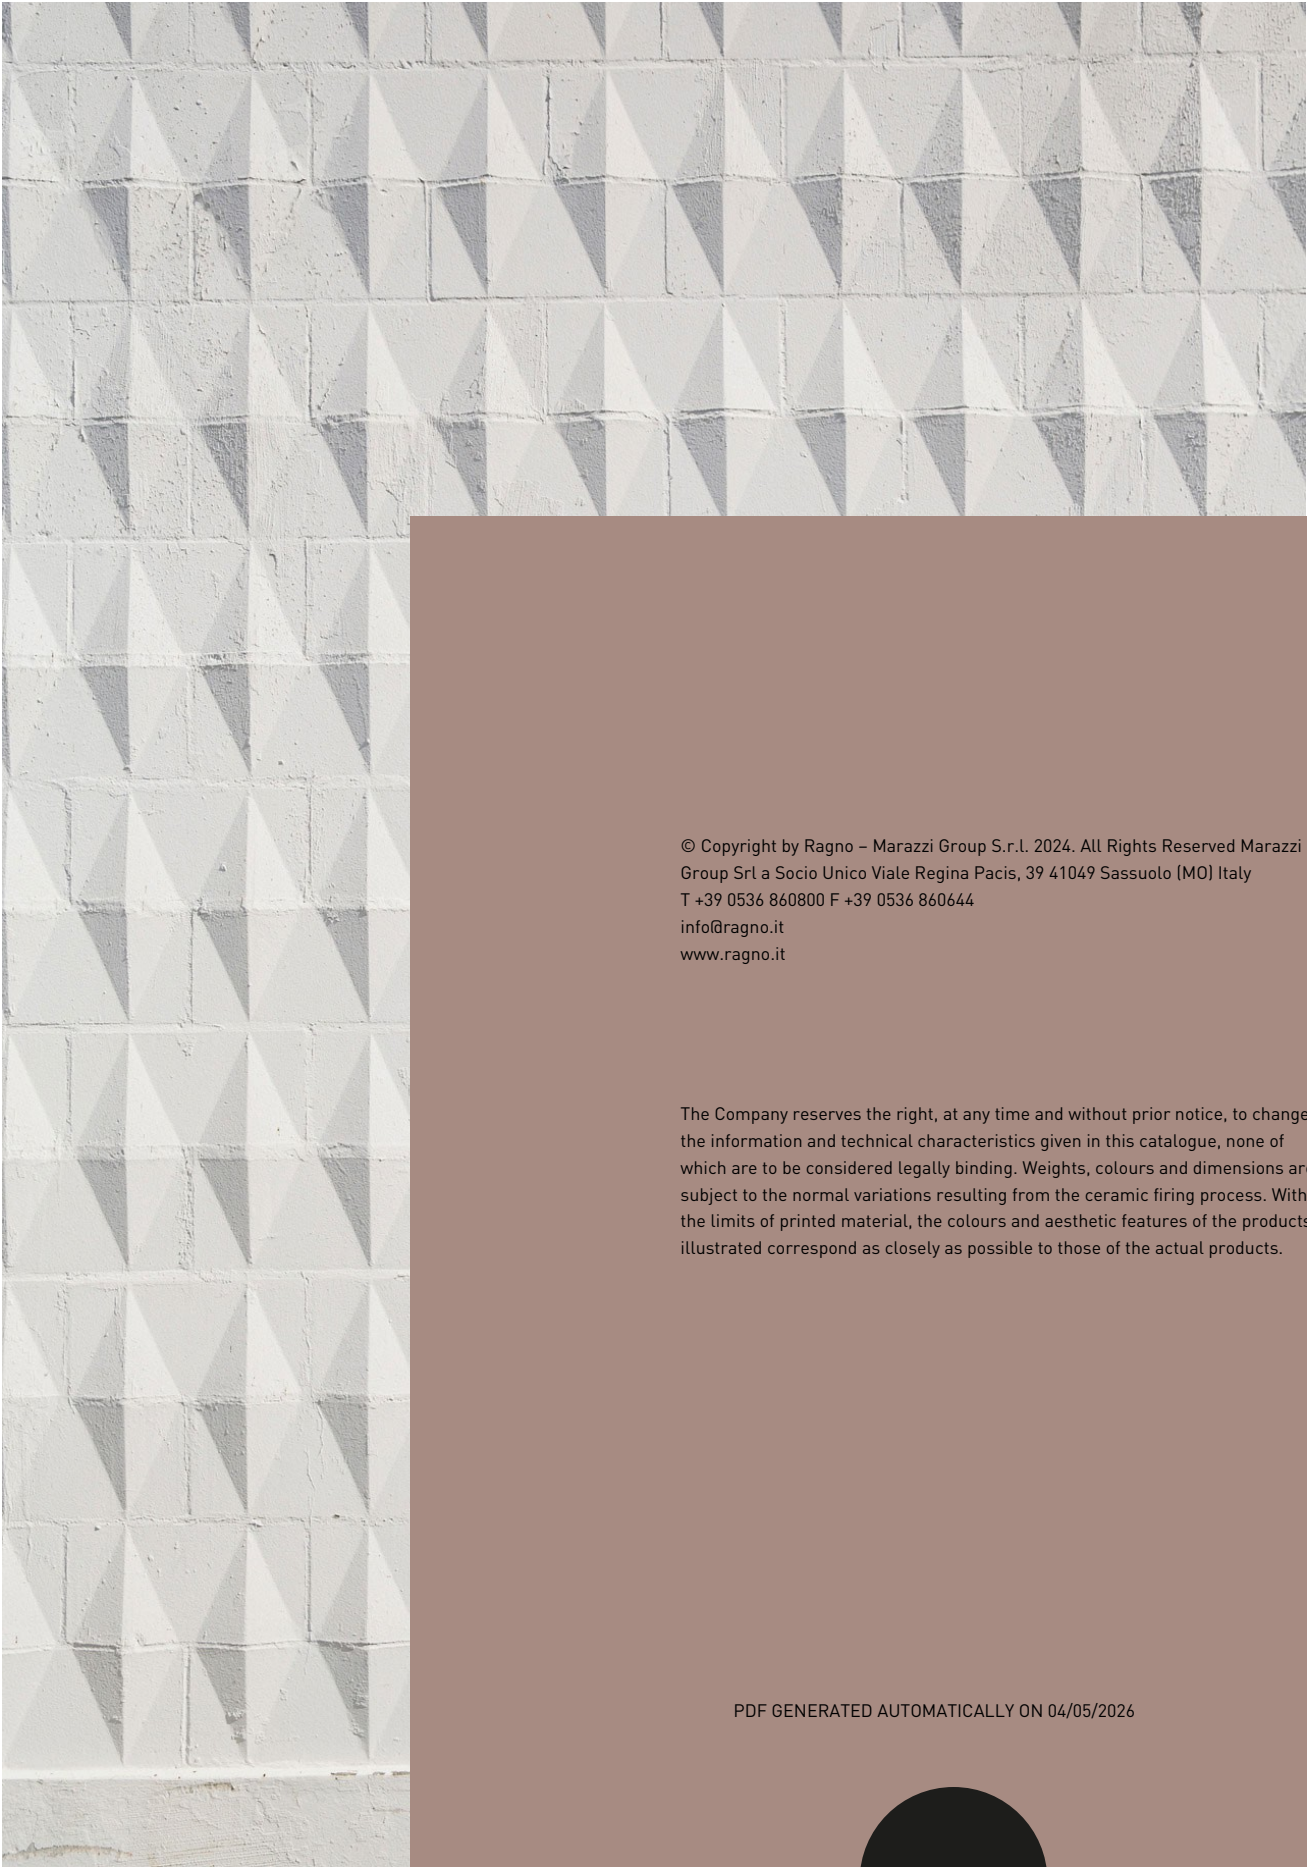 © Copyright by Ragno – Marazzi Group S.r.l. 2024. All Rights Reserved Marazzi
Group Srl a Socio Unico Viale Regina Pacis, 39 41049 Sassuolo (MO) Italy
T +39 0536 860800 F +39 0536 860644
info@ragno.it
www.ragno.it
The Company reserves the right, at any time and without prior notice, to change
the information and technical characteristics given in this catalogue, none of
which are to be considered legally binding. Weights, colours and dimensions are
subject to the normal variations resulting from the ceramic firing process. With
the limits of printed material, the colours and aesthetic features of the products
illustrated correspond as closely as possible to those of the actual products.
PDF GENERATED AUTOMATICALLY ON 04/05/2026